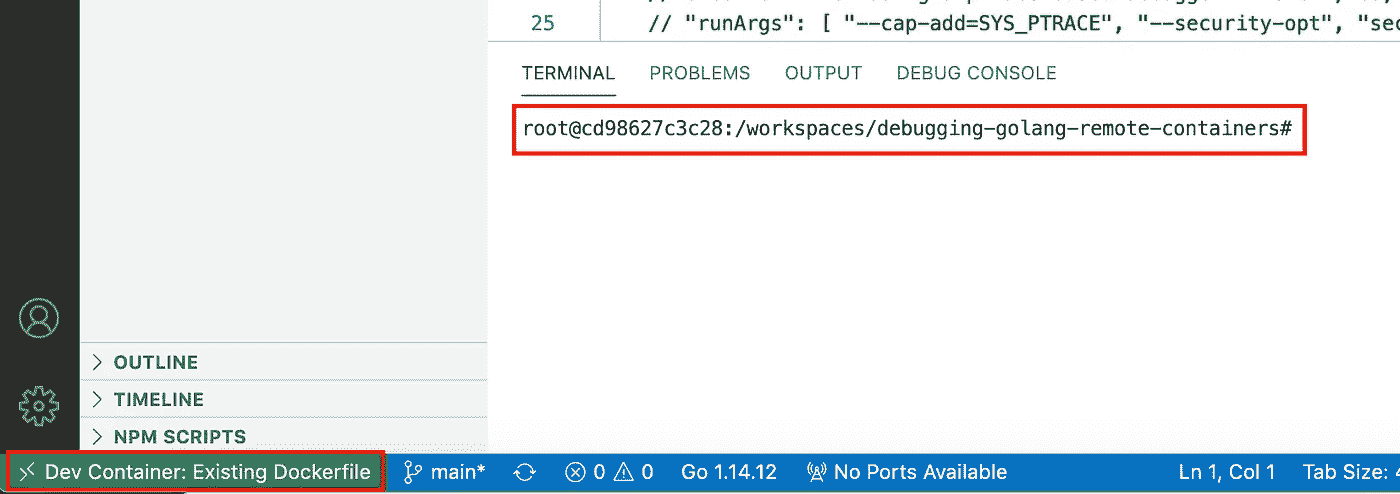 25 // "runArgs": [ "--cap-add=SYS_PTRACE", "--security-opt", "sec
TERMINAL PROBLEMS OUTPUT DEBUG CONSOLE
root@cd98627c3c28:/workspaces/debugging-golang-remote-containers#
OUTLINE
TIMELINE
NPM SCRIPTS
Dev Container: Existing Dockerfile main* 0 0 Go 1.14.12 No Ports Available Ln 1, Col 1 Tab Size: